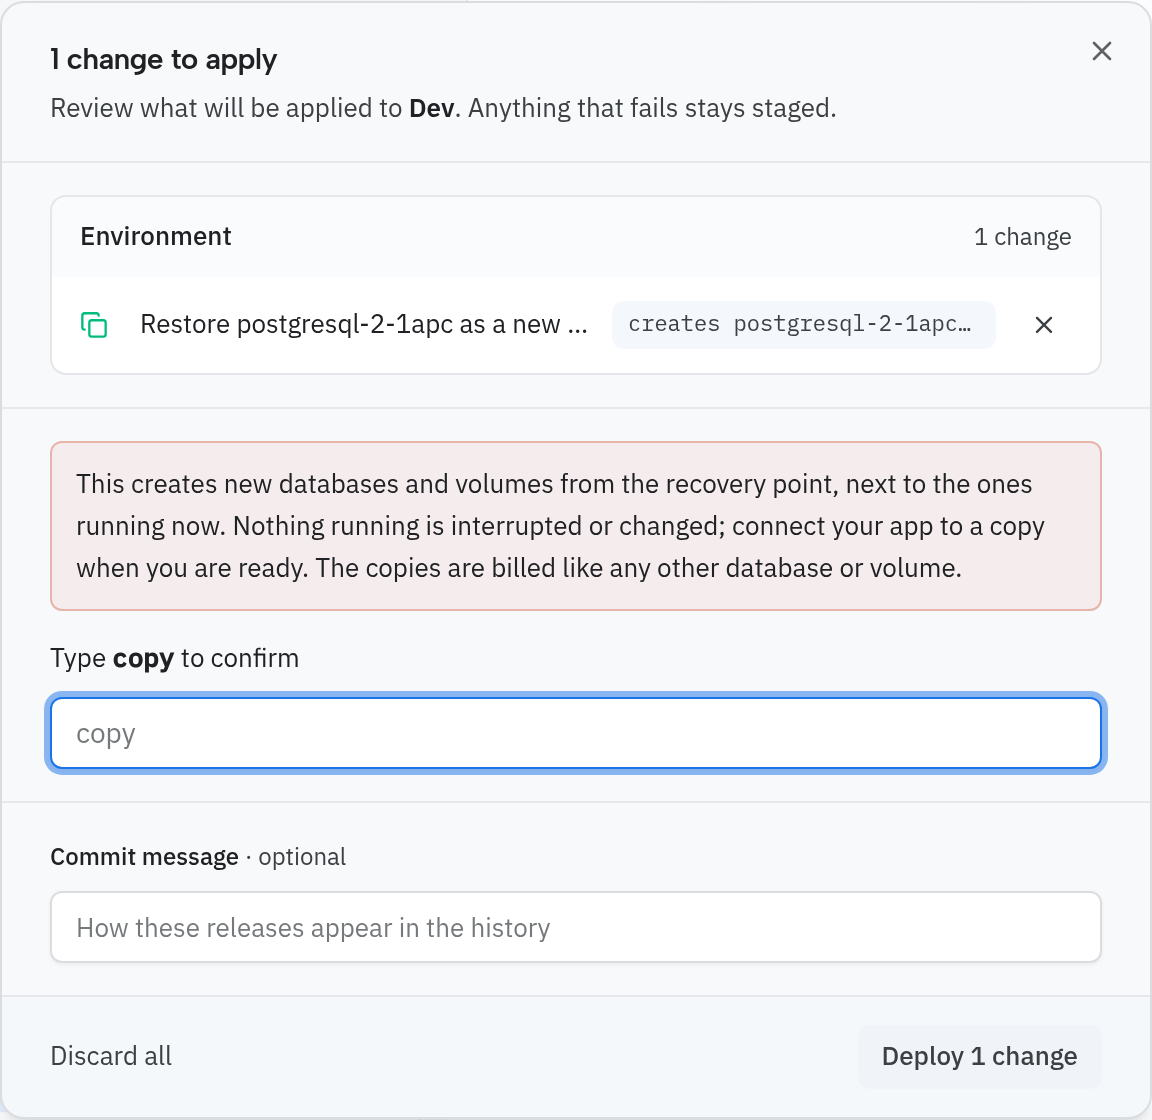 1 change to apply
Review what will be applied to Dev. Anything that fails stays staged.
Environment
1 change
Restore postgresql-2-1apc as a new ...
creates postgresql-2-1apc…
This creates new databases and volumes from the recovery point, next to the ones
running now. Nothing running is interrupted or changed; connect your app to a copy
when you are ready. The copies are billed like any other database or volume.
Type copy to confirm
copy
Commit message · optional
How these releases appear in the history
Discard all
Deploy 1 change